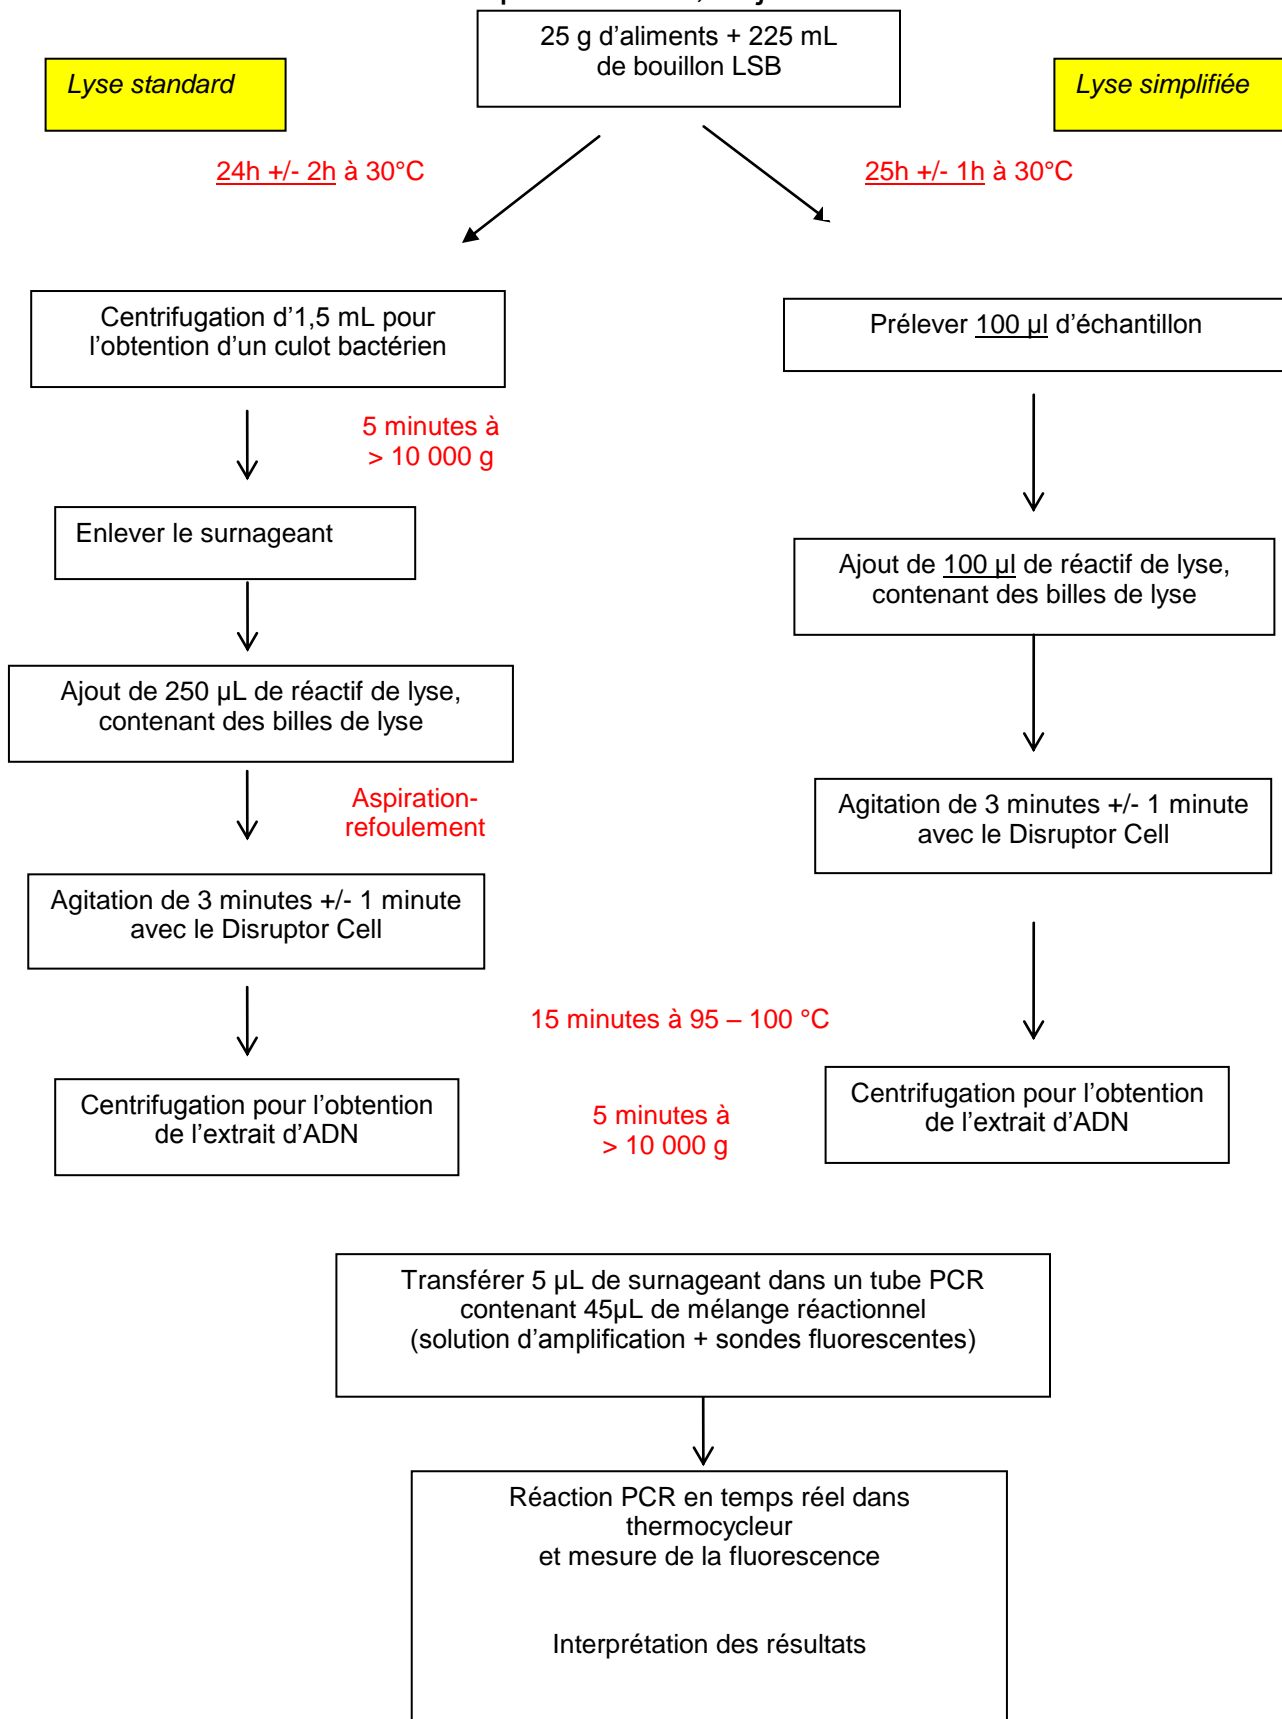 25 g d'aliments + 225 mL
de bouillon LSB
Lyse standard
Lyse simplifiée
24h +/- 2h à 30°C
25h +/- 1h à 30°C
Centrifugation d'1,5 mL pour
l'obtention d'un culot bactérien
Prélever 100 µl d'échantillon
5 minutes à
> 10 000 g
Enlever le surnageant
Ajout de 100 µl de réactif de lyse,
contenant des billes de lyse
Ajout de 250 µL de réactif de lyse,
contenant des billes de lyse
Aspiration-
refoulement
Agitation de 3 minutes +/- 1 minute
avec le Disruptor Cell
Agitation de 3 minutes +/- 1 minute
avec le Disruptor Cell
15 minutes à 95 – 100 °C
Centrifugation pour l'obtention
de l'extrait d'ADN
5 minutes à
> 10 000 g
Centrifugation pour l'obtention
de l'extrait d'ADN
Transférer 5 µL de surnageant dans un tube PCR
contenant 45µL de mélange réactionnel
(solution d'amplification + sondes fluorescentes)
Réaction PCR en temps réel dans
thermocycleur
et mesure de la fluorescence
Interprétation des résultats